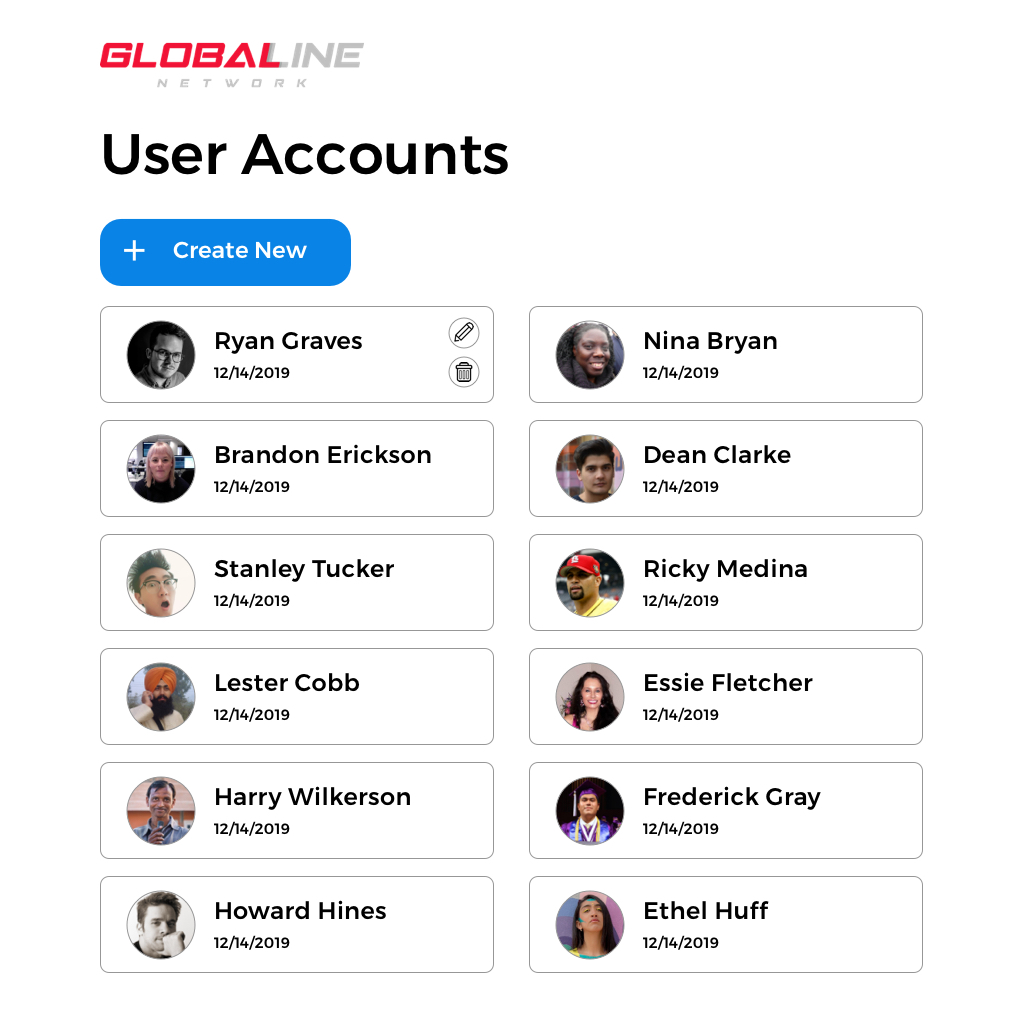 GLOBALINE
NETWORK
User Accounts
+ Create New
Ryan Graves
12/14/2019
Nina Bryan
12/14/2019
Brandon Erickson
12/14/2019
Dean Clarke
12/14/2019
Stanley Tucker
12/14/2019
Ricky Medina
12/14/2019
Lester Cobb
12/14/2019
Essie Fletcher
12/14/2019
Harry Wilkerson
12/14/2019
Frederick Gray
12/14/2019
Howard Hines
12/14/2019
Ethel Huff
12/14/2019